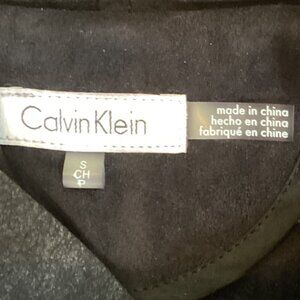 Calvin Klein
made in china
hecho en china
fabriqué en chine
S
CH
P